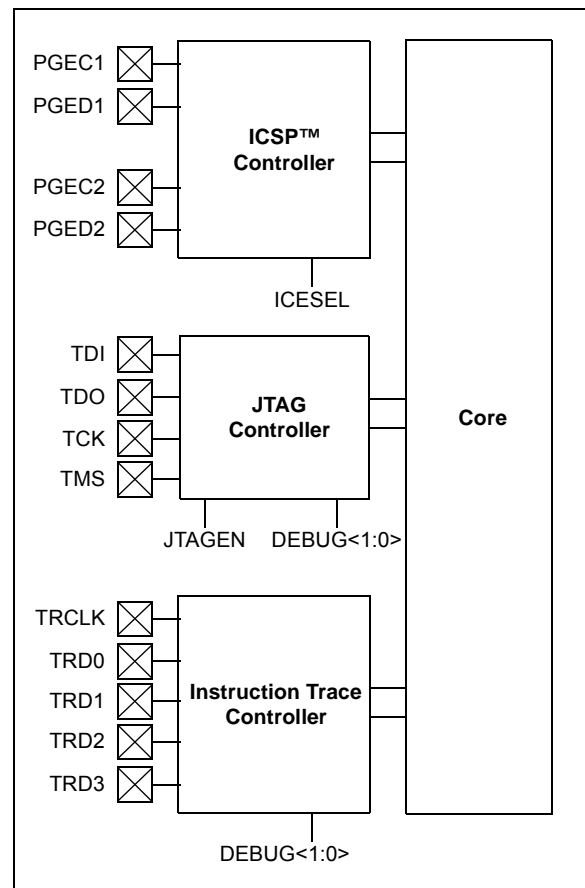 PGEC1
PGED1
PGEC2
PGED2
ICSP™
Controller
ICESEL
TDI
TDO
TCK
TMS
JTAG
Controller
JTAGEN
DEBUG<1:0>
Core
TRCLK
TRD0
TRD1
TRD2
TRD3
Instruction Trace
Controller
DEBUG<1:0>